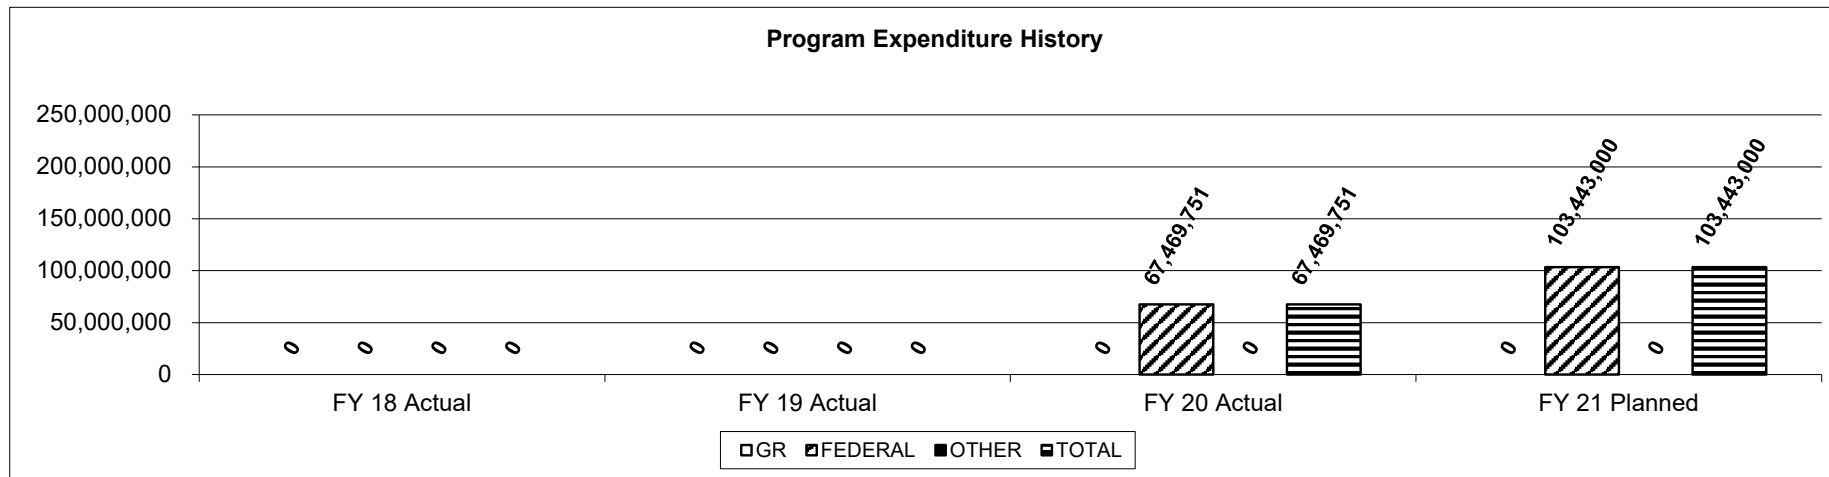 Program Expenditure History
250,000,000
200,000,000
150,000,000
100,000,000
50,000,000
0
0 0 0 0
0 0 0 0
0 67,469,751 0 67,469,751
0 103,443,000 0 103,443,000
FY 18 Actual FY 19 Actual FY 20 Actual FY 21 Planned
GR FEDERAL OTHER TOTAL